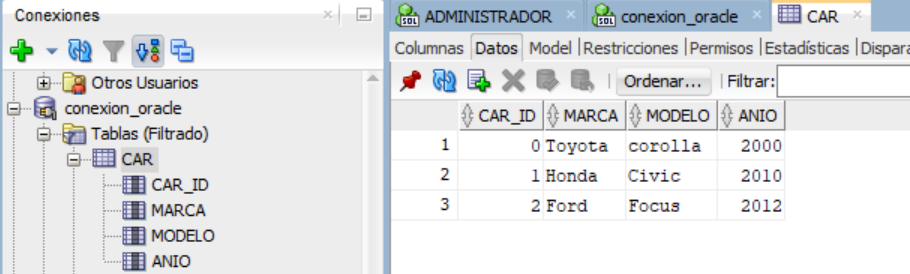 Conexiones
Otros Usuarios
conexion_oracle
Tablas (Filtrado)
CAR
CAR_ID
MARCA
MODELO
ANIO
ADMINISTRADOR conexion_oracle CAR
Columnas Datos Model Restricciones Permisos Estadísticas Dispara
Ordenar... Filtrar:
CAR_ID MARCA MODELO ANIO
1 0 Toyota corolla 2000
2 1 Honda Civic 2010
3 2 Ford Focus 2012